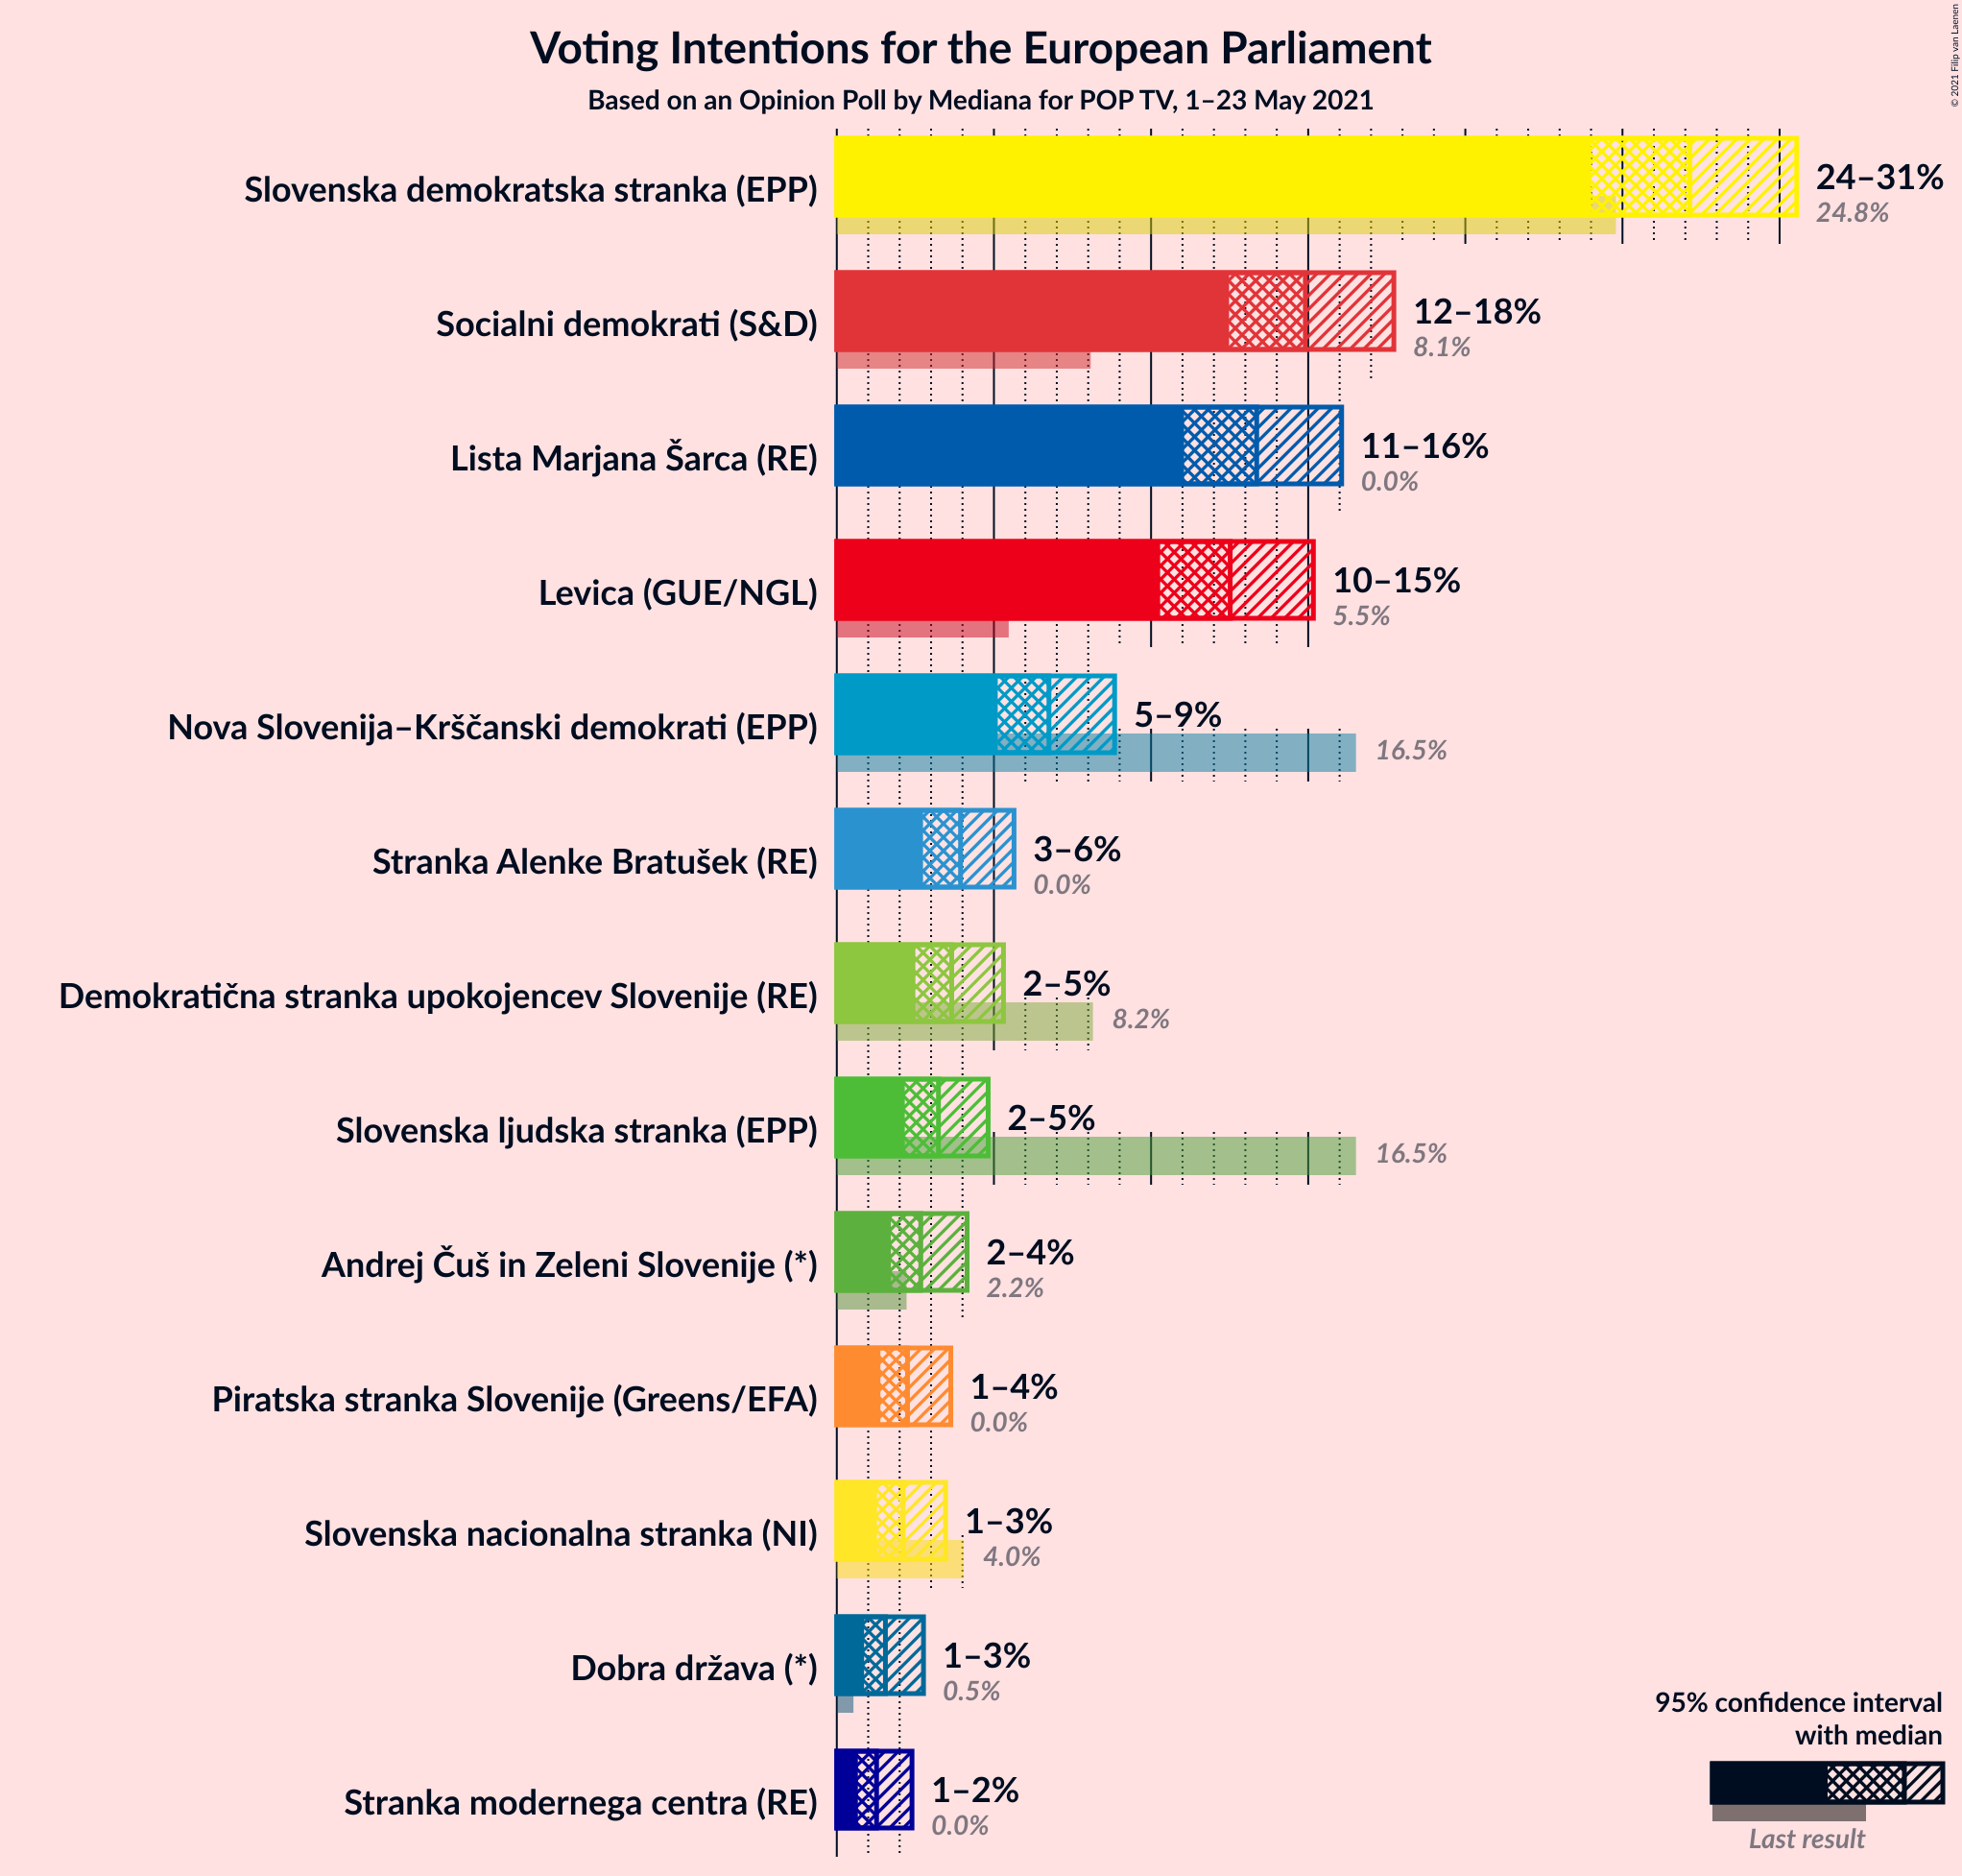 Voting Intentions for the European Parliament
Based on an Opinion Poll by Mediana for POP TV, 1–23 May 2021
© 2021 Filip van Laenen
Slovenska demokratska stranka (EPP)
24–31%
24.8%
Socialni demokrati (S&D)
12–18%
8.1%
Lista Marjana Šarca (RE)
11–16%
0.0%
Levica (GUE/NGL)
10–15%
5.5%
Nova Slovenija–Krščanski demokrati (EPP)
5–9%
16.5%
Stranka Alenke Bratušek (RE)
3–6%
0.0%
Demokratična stranka upokojencev Slovenije (RE)
2–5%
8.2%
Slovenska ljudska stranka (EPP)
2–5%
16.5%
Andrej Čuš in Zeleni Slovenije (*)
2–4%
2.2%
Piratska stranka Slovenije (Greens/EFA)
1–4%
0.0%
Slovenska nacionalna stranka (NI)
1–3%
4.0%
Dobra država (*)
1–3%
0.5%
Stranka modernega centra (RE)
1–2%
0.0%
95% confidence interval
with median
Last result